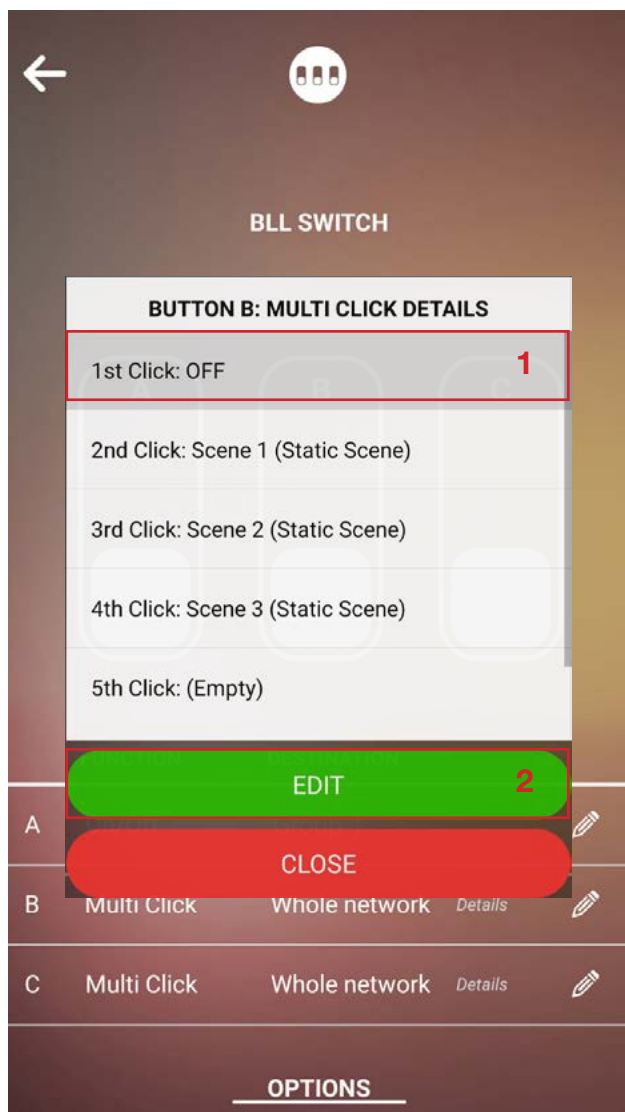 BLL SWITCH
BUTTON B: MULTI CLICK DETAILS
1st Click: OFF 1
2nd Click: Scene 1 (Static Scene)
3rd Click: Scene 2 (Static Scene)
4th Click: Scene 3 (Static Scene)
5th Click: (Empty)
FUNCTION DESTINATION
EDIT 2
A
CLOSE
B Multi Click Whole network Details
C Multi Click Whole network Details
OPTIONS